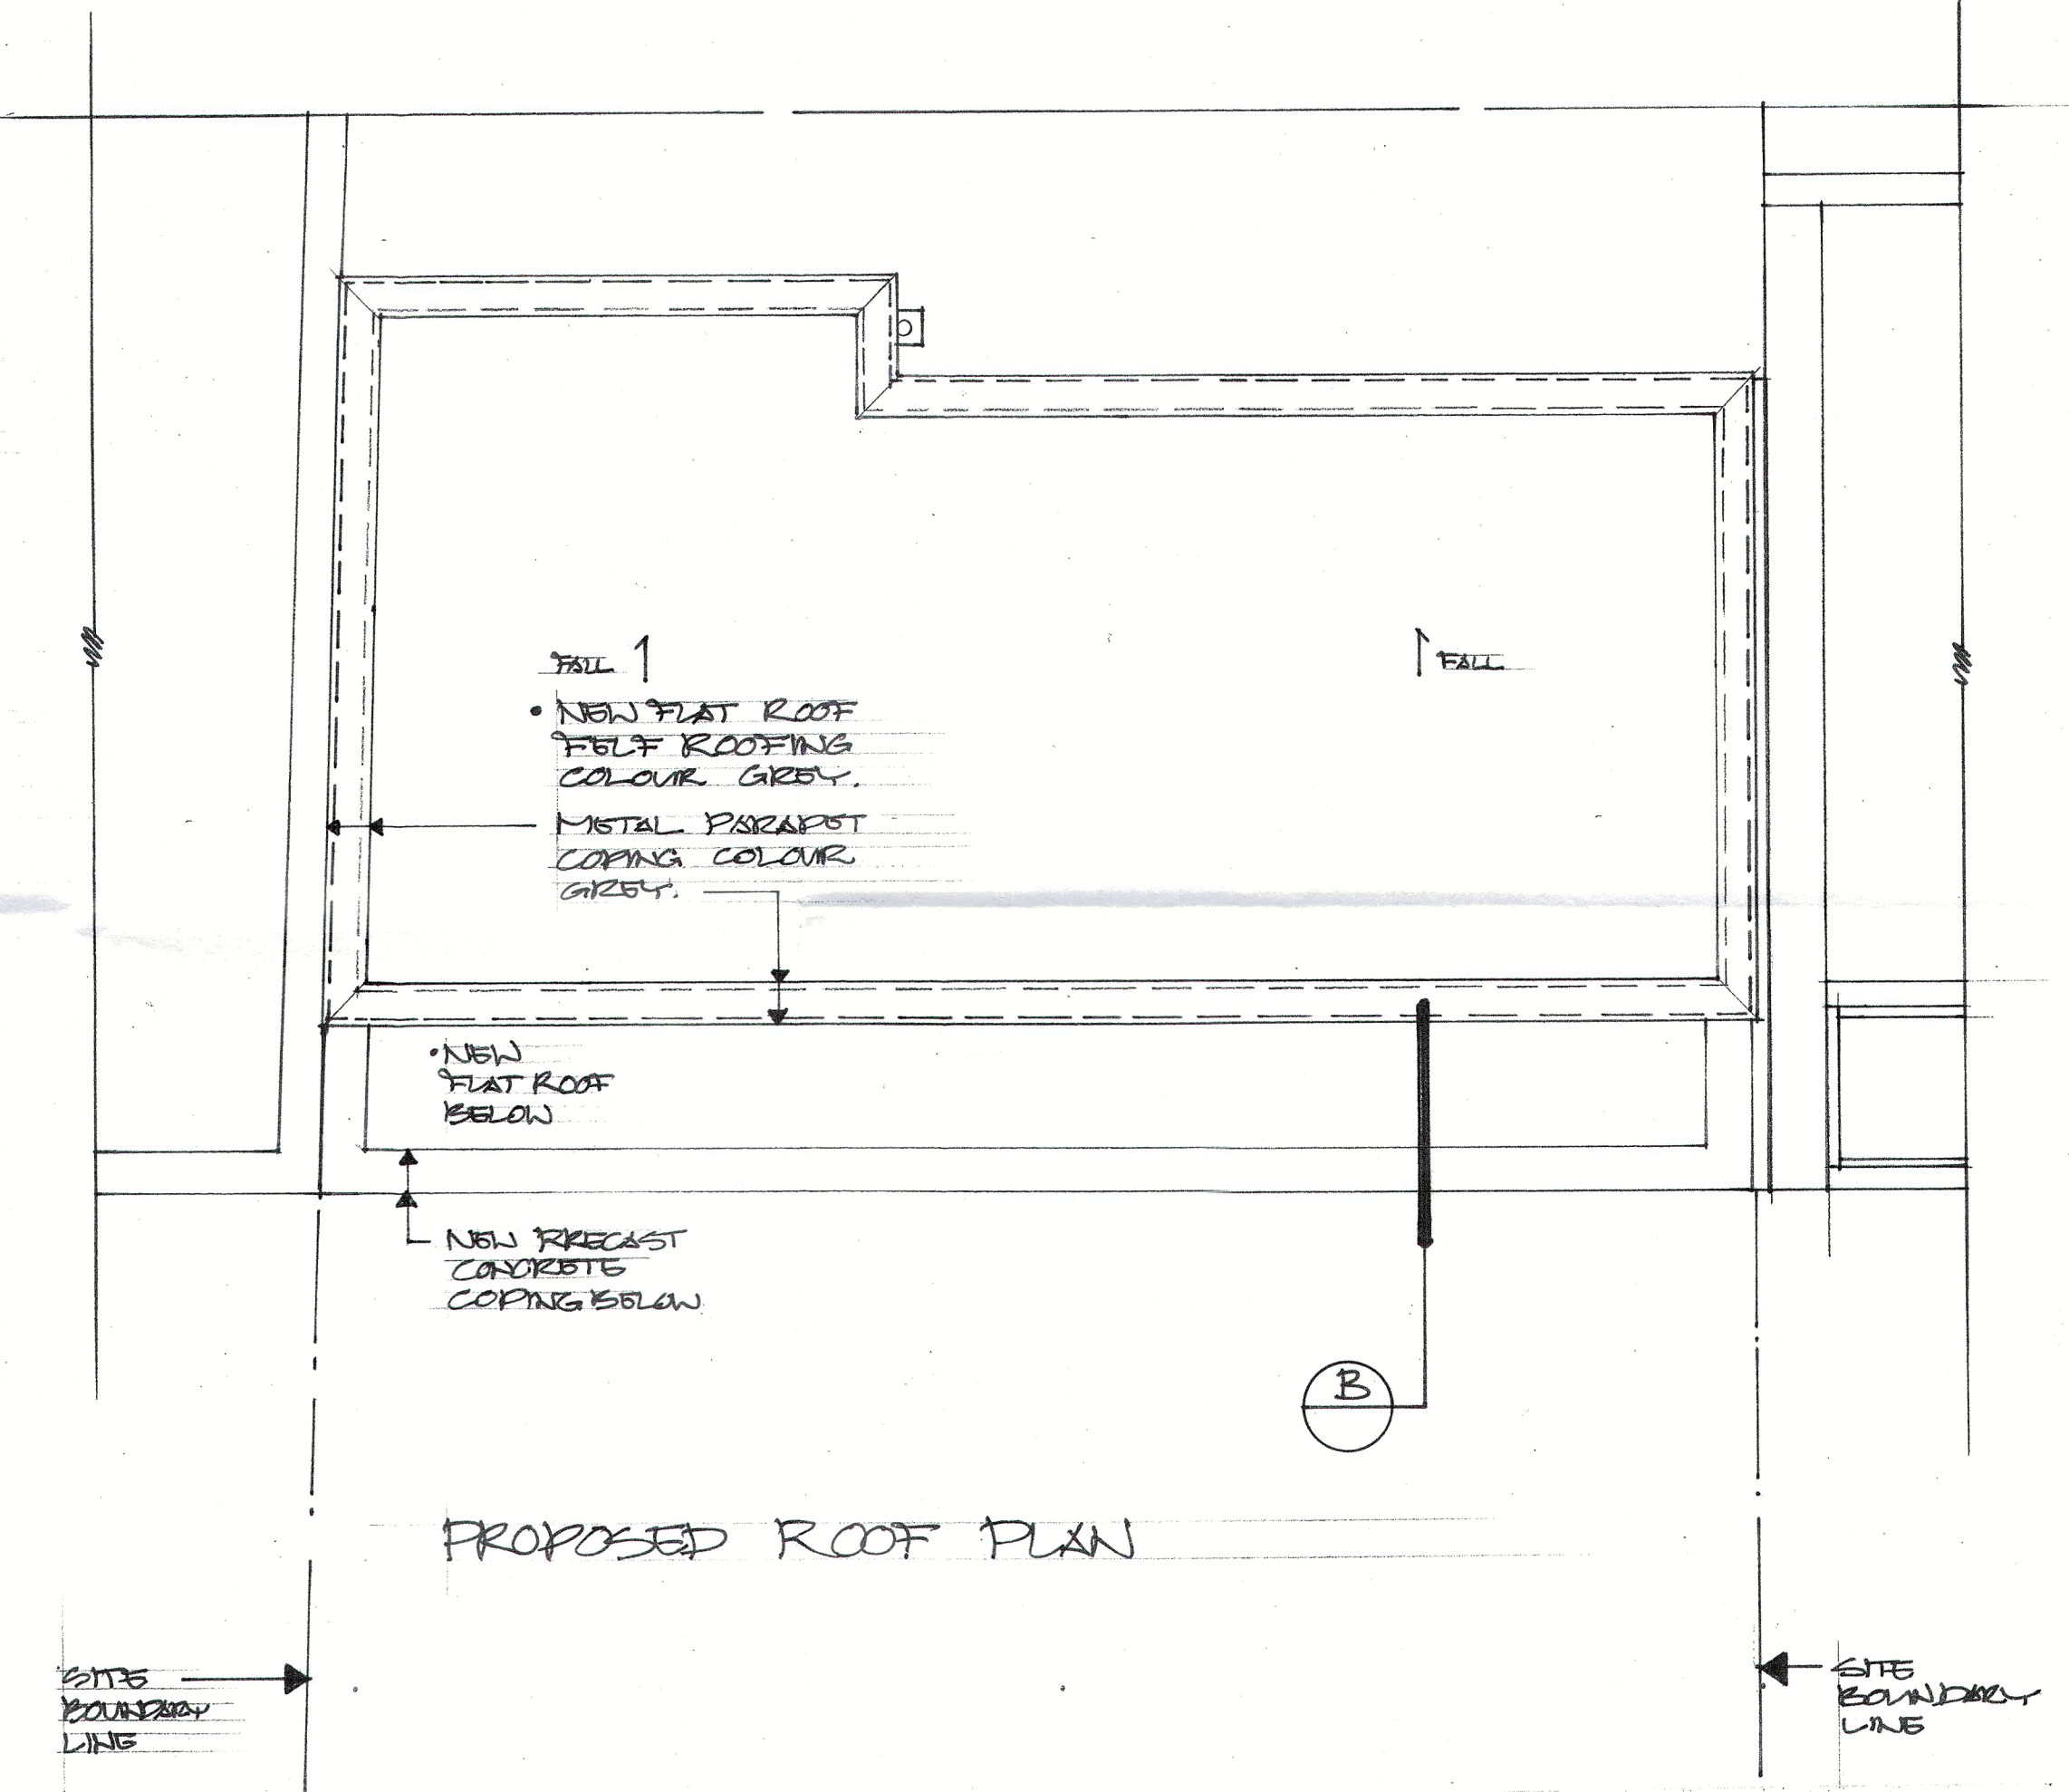 FALL
FALL
• NEW FLAT ROOF
FELF ROOFING
COLOUR GREY.
METAL PARAPET
COPING COLOUR
GREY.
• NEW
FLAT ROOF
BELOW
NEW PRECAST
CONCRETE
COPING BELOW
B
PROPOSED ROOF PLAN
SITE
BOUNDARY
LINE
SITE
BOUNDARY
LINE